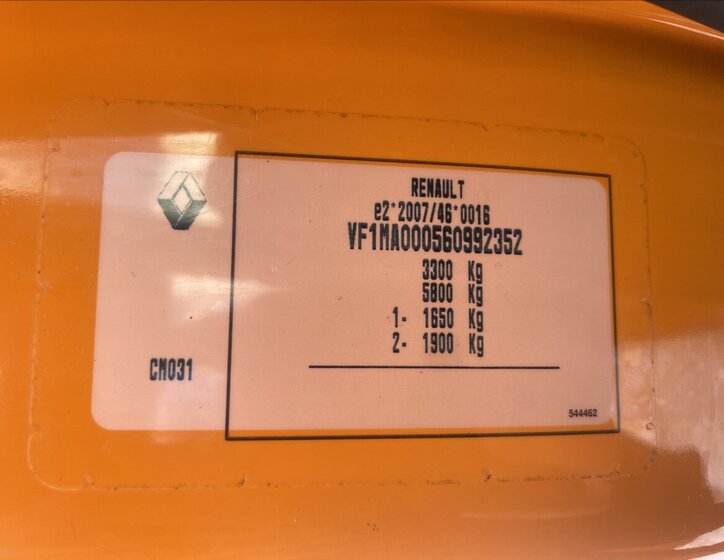 RENAULT
e2*2007/46*0016
VF1MA000560992352
3300 Kg
5800 Kg
1- 1650 Kg
2- 1900 Kg
CM031
544462